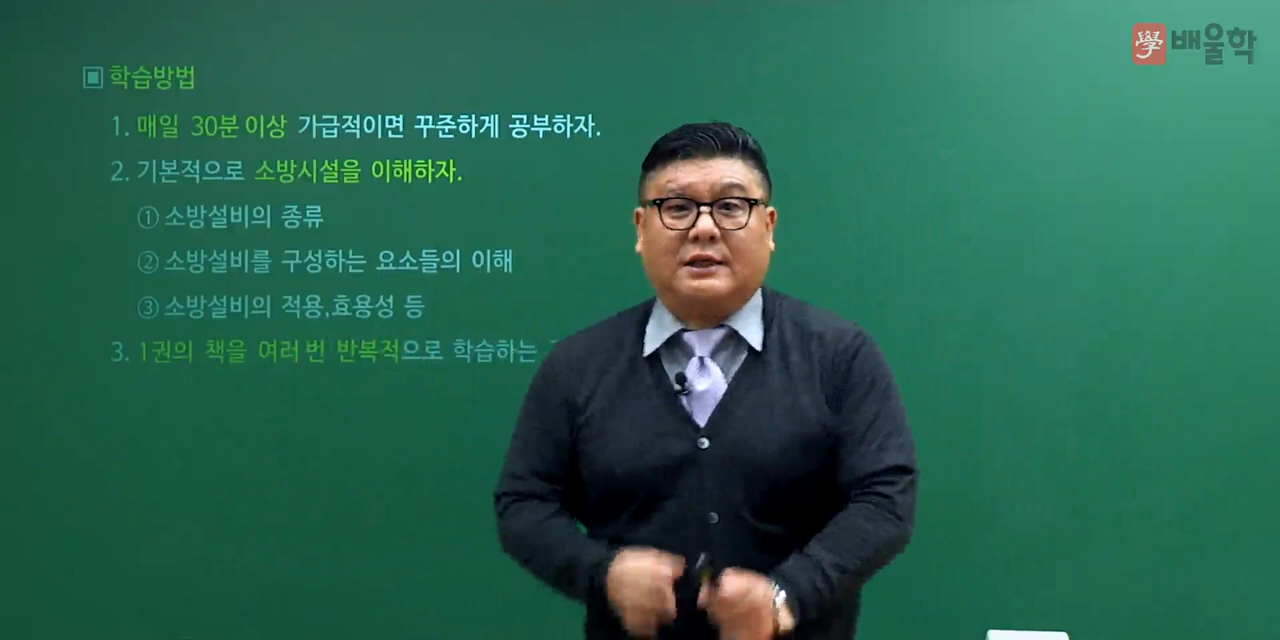 學 배울학
▣ 학습방법
1. 매일 30분 이상 가급적이면 꾸준하게 공부하자.
2. 기본적으로 소방시설을 이해하자.
① 소방설비의 종류
② 소방설비를 구성하는 요소들의 이해
③ 소방설비의 적용,효용성 등
3. 1권의 책을 여러 번 반복적으로 학습하는